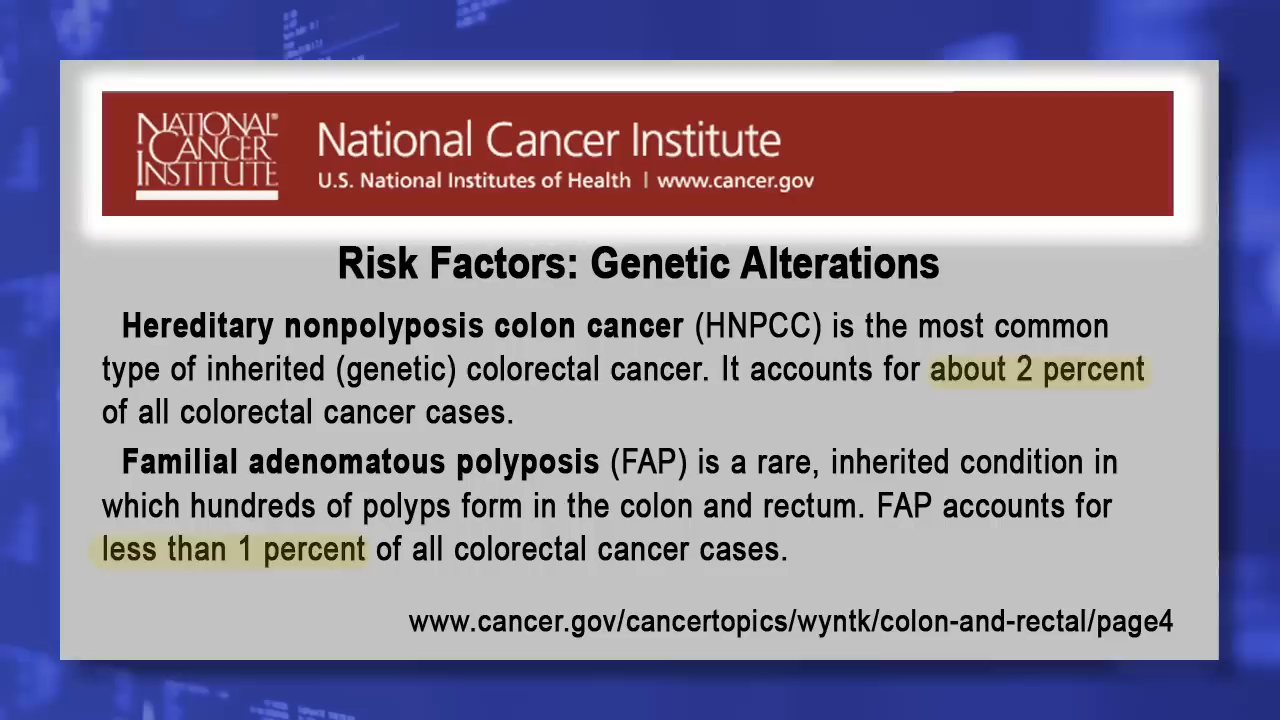 NATIONAL®
CANCER
INSTITUTE
National Cancer Institute
U.S. National Institutes of Health | www.cancer.gov
Risk Factors: Genetic Alterations
Hereditary nonpolyposis colon cancer (HNPCC) is the most common
type of inherited (genetic) colorectal cancer. It accounts for about 2 percent
of all colorectal cancer cases.
Familial adenomatous polyposis (FAP) is a rare, inherited condition in
which hundreds of polyps form in the colon and rectum. FAP accounts for
less than 1 percent of all colorectal cancer cases.
www.cancer.gov/cancertopics/wyntk/colon-and-rectal/page4